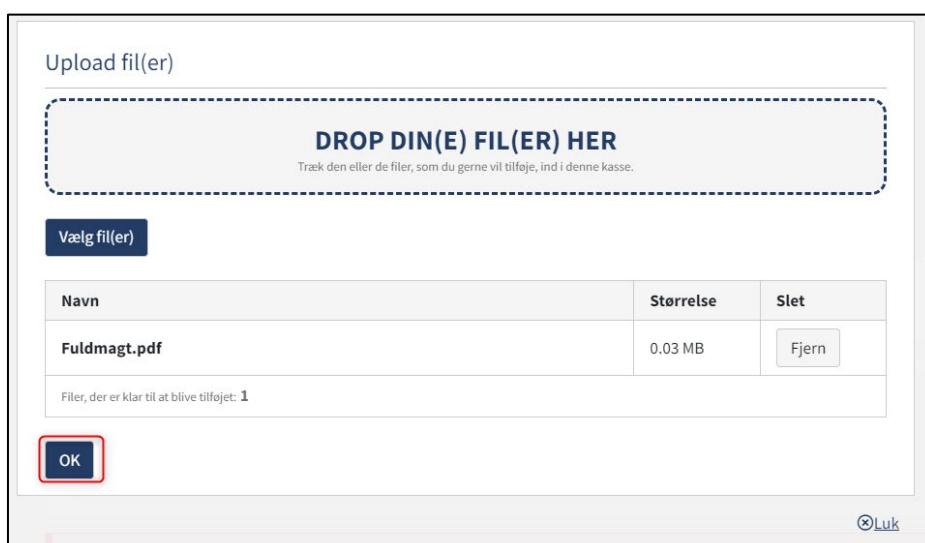 Upload fil(er)
DROP DIN(E) FIL(ER) HER
Træk den eller de filer, som du gerne vil tilføje, ind i denne kasse.
Vælg fil(er)
Navn Størrelse Slet
Fuldmagt.pdf 0.03 MB Fjern
Filer, der er klar til at blive tilføjet: 1
OK
Luk